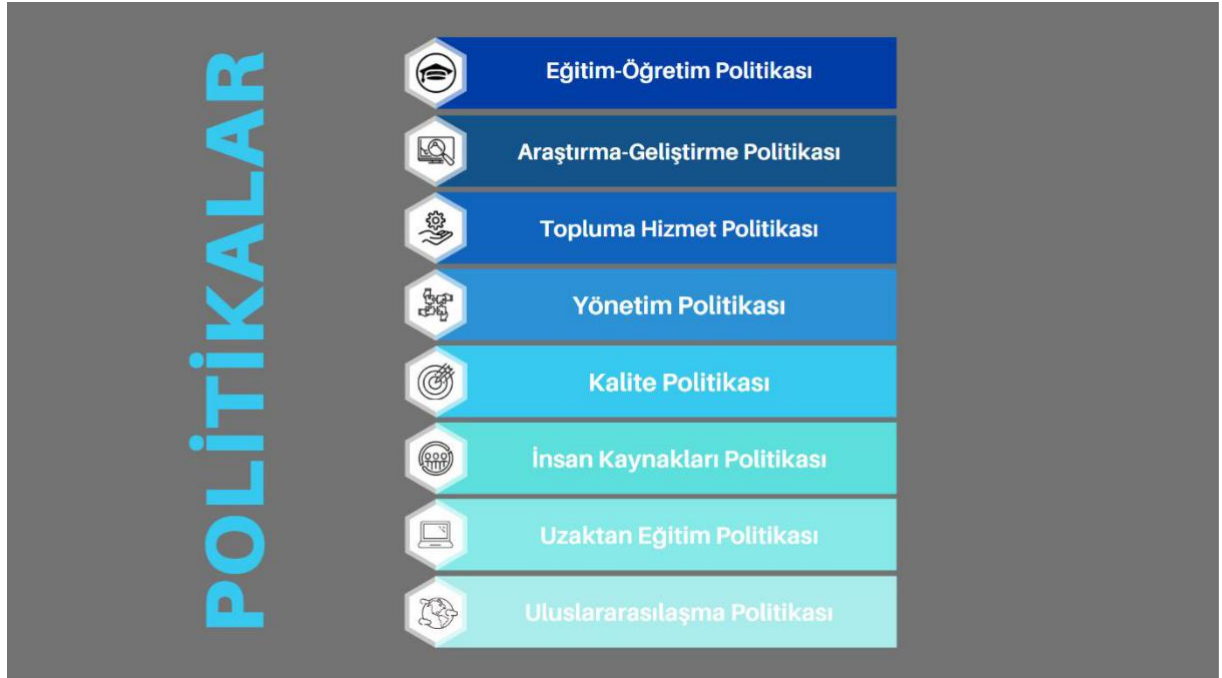 POLİTİKALAR
Eğitim-Öğretim Politikası
Araştırma-Geliştirme Politikası
Topluma Hizmet Politikası
Yönetim Politikası
Kalite Politikası
İnsan Kaynakları Politikası
Uzaktan Eğitim Politikası
Uluslararasılaşma Politikası